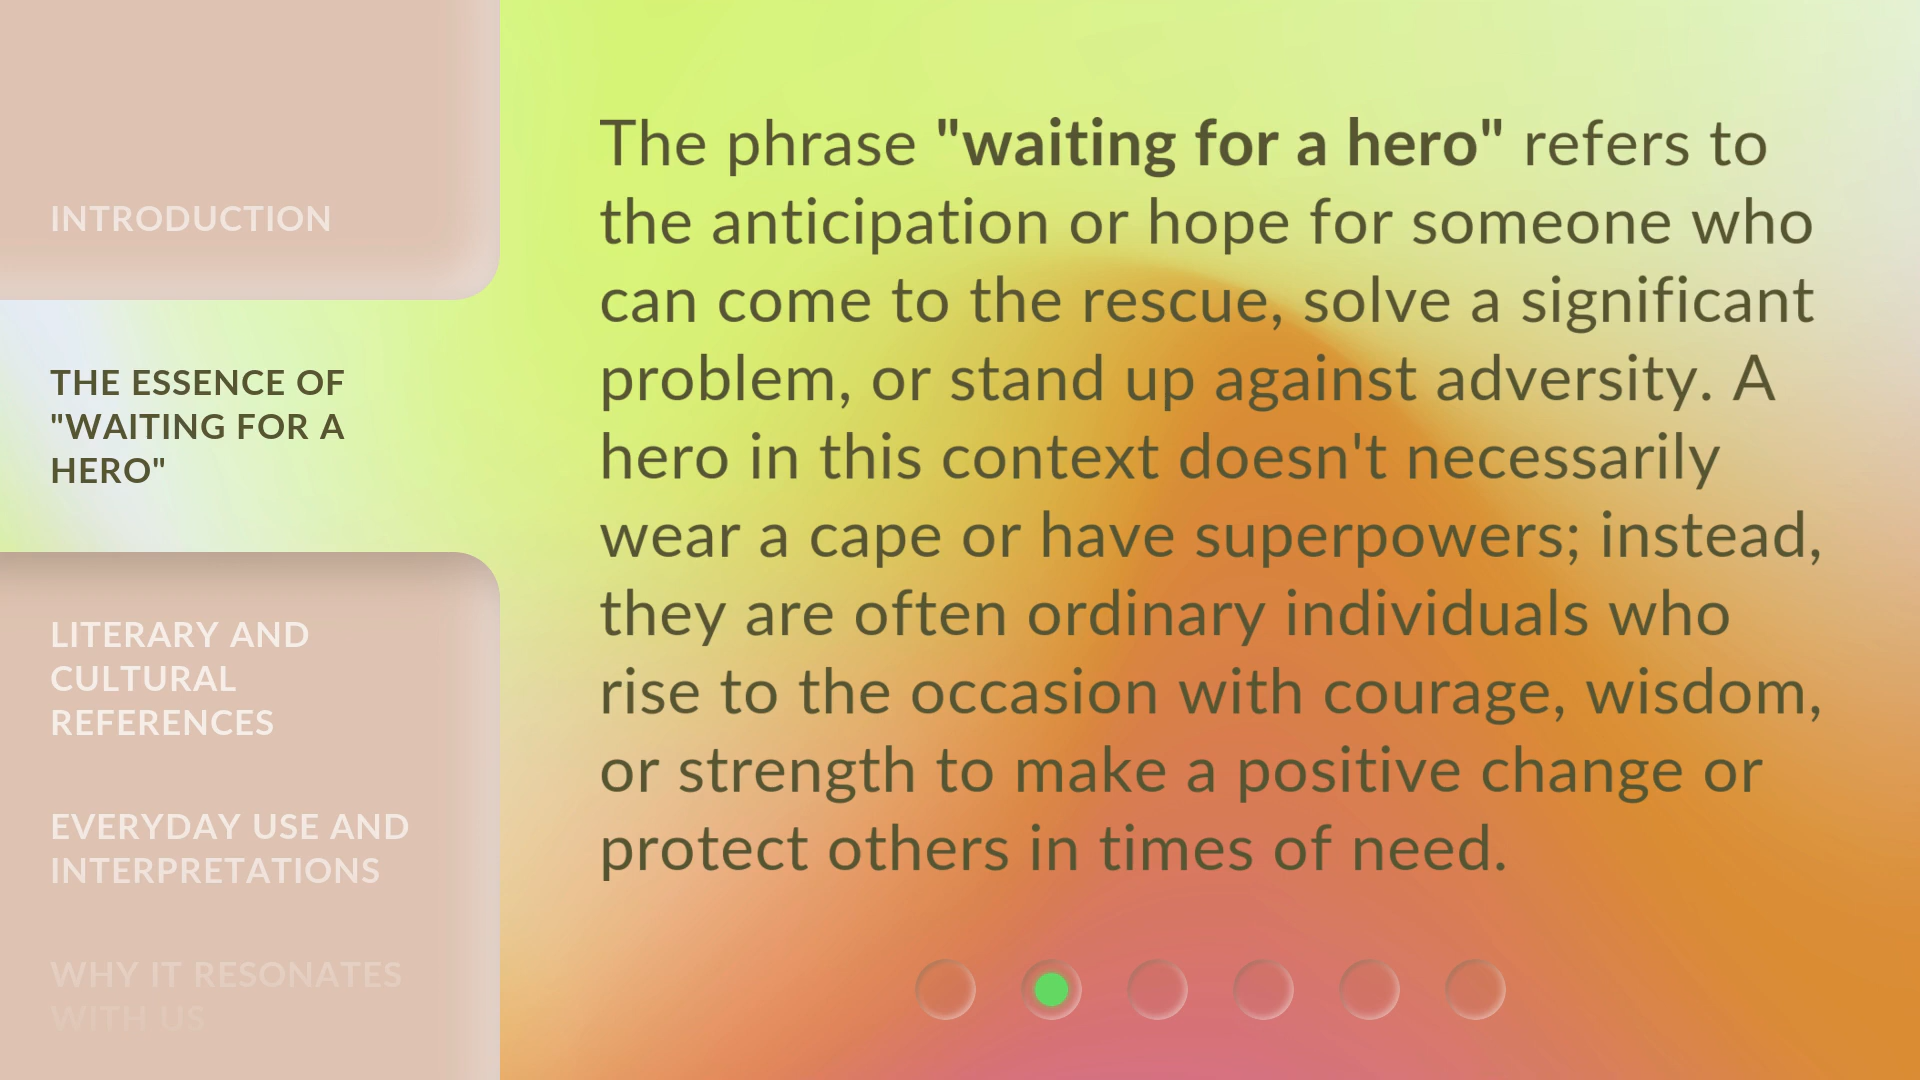 INTRODUCTION
THE ESSENCE OF
"WAITING FOR A
HERO"
LITERARY AND
CULTURAL
REFERENCES
EVERYDAY USE AND
INTERPRETATIONS
WHY IT RESONATES
WITH US
The phrase "waiting for a hero" refers to
the anticipation or hope for someone who
can come to the rescue, solve a significant
problem, or stand up against adversity. A
hero in this context doesn't necessarily
wear a cape or have superpowers; instead,
they are often ordinary individuals who
rise to the occasion with courage, wisdom,
or strength to make a positive change or
protect others in times of need.